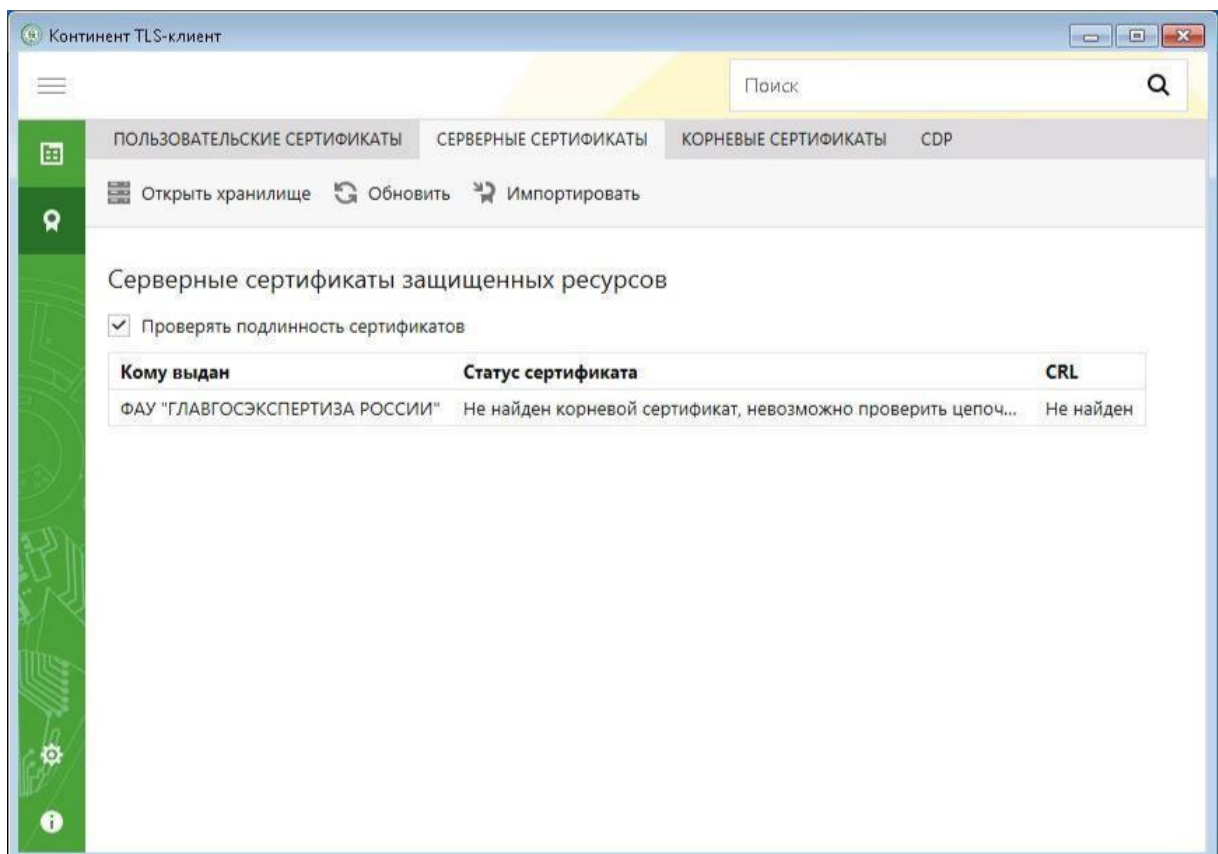 Континент TLS-клиент
Поиск
ПОЛЬЗОВАТЕЛЬСКИЕ СЕРТИФИКАТЫ СЕРВЕРНЫЕ СЕРТИФИКАТЫ КОРНЕВЫЕ СЕРТИФИКАТЫ CDP
Открыть хранилище Обновить Импортировать
Серверные сертификаты защищенных ресурсов
Проверять подлинность сертификатов
Кому выдан Статус сертификата CRL
ФАУ "ГЛАВГОСЭКСПЕРТИЗА РОССИИ" Не найден корневой сертификат, невозможно проверить цепоч... Не найден